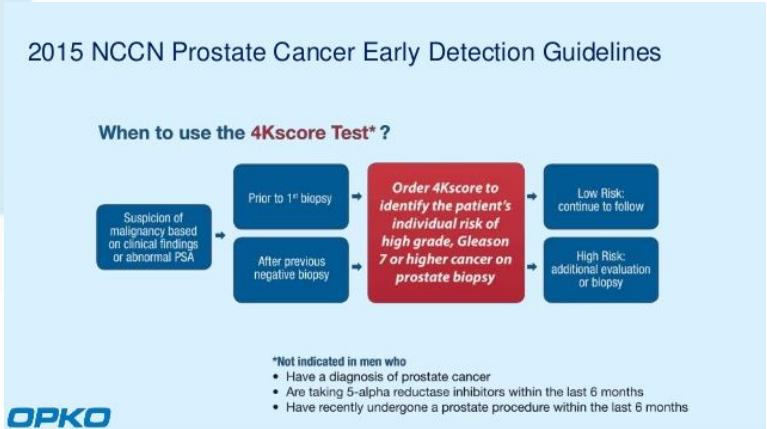 2015 NCCN Prostate Cancer Early Detection Guidelines
When to use the 4Kscore Test* ?
Suspicion of
malignancy based
on clinical findings
or abnormal PSA
Prior to 1st biopsy
After previous
negative biopsy
Order 4Kscore to
identify the patient's
individual risk of
high grade, Gleason
7 or higher cancer on
prostate biopsy
Low Risk:
continue to follow
High Risk:
additional evaluation
or biopsy
*Not indicated in men who
• Have a diagnosis of prostate cancer
• Are taking 5-alpha reductase inhibitors within the last 6 months
• Have recently undergone a prostate procedure within the last 6 months
OPKO